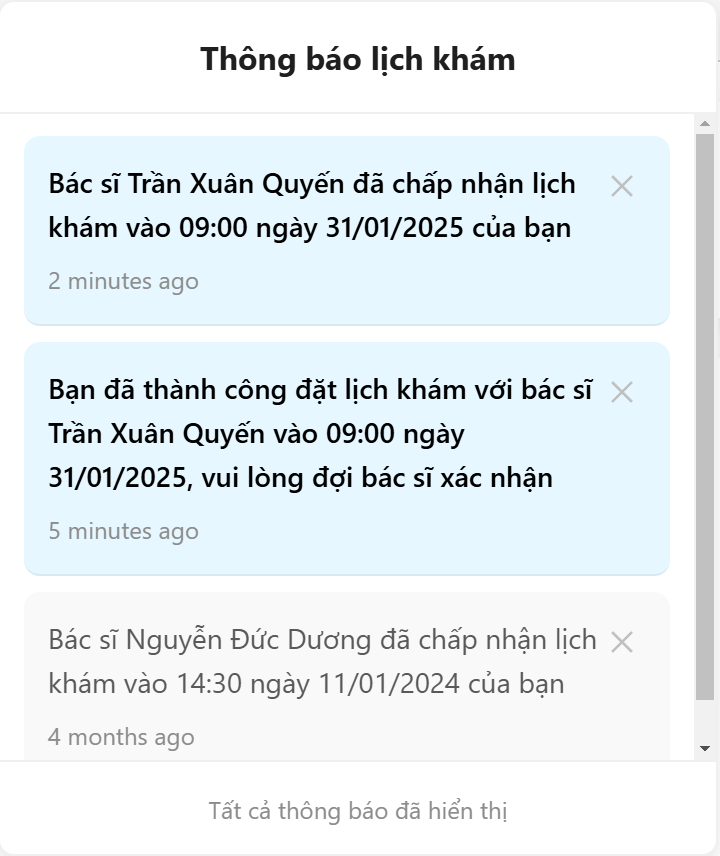 Thông báo lịch khám
Bác sĩ Trần Xuân Quyến đã chấp nhận lịch
khám vào 09:00 ngày 31/01/2025 của bạn
2 minutes ago
Bạn đã thành công đặt lịch khám với bác sĩ
Trần Xuân Quyến vào 09:00 ngày
31/01/2025, vui lòng đợi bác sĩ xác nhận
5 minutes ago
Bác sĩ Nguyễn Đức Dương đã chấp nhận lịch
khám vào 14:30 ngày 11/01/2024 của bạn
4 months ago
Tất cả thông báo đã hiển thị